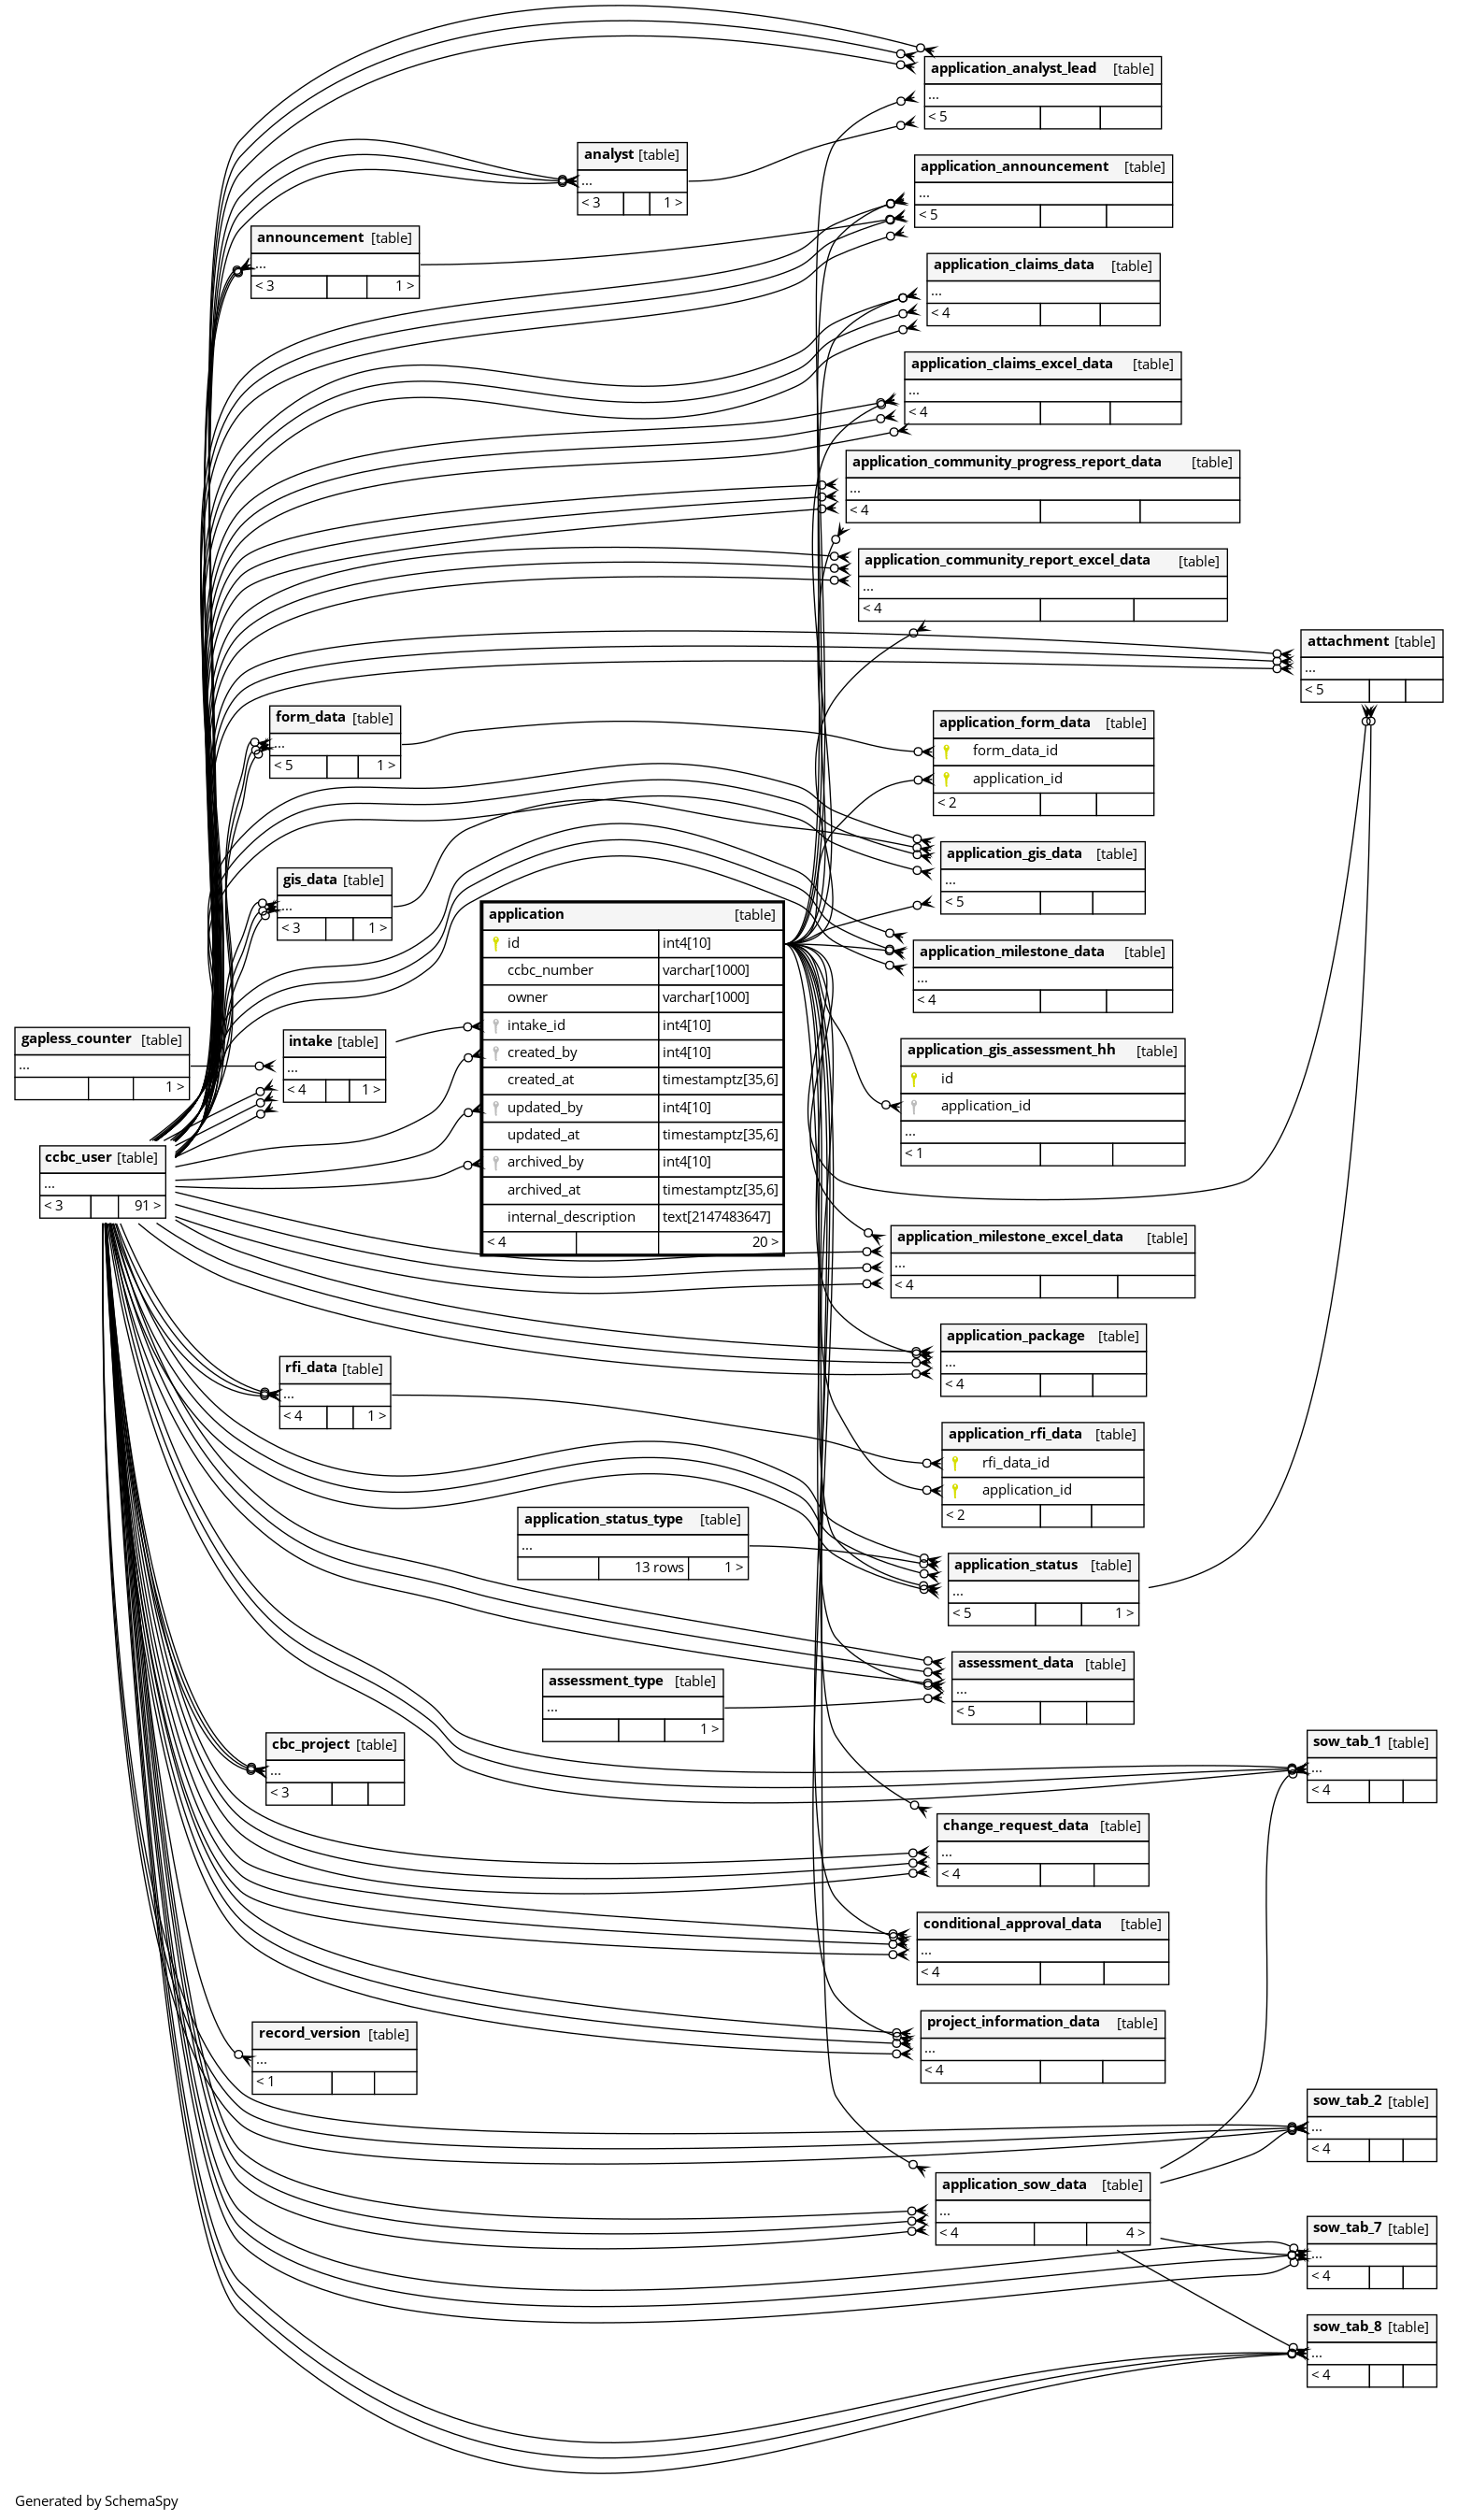 application_analyst_lead [table]
...
< 5
analyst [table]
...
< 3 1 >
application_announcement [table]
...
< 5
announcement [table]
...
< 3 1 >
application_claims_data [table]
...
< 4
application_claims_excel_data [table]
...
< 4
application_community_progress_report_data [table]
...
< 4
application_community_report_excel_data [table]
...
< 4
attachment [table]
...
< 5
form_data [table]
...
< 5 1 >
application_form_data [table]
form_data_id
application_id
< 2
application_gis_data [table]
...
< 5
gis_data [table]
...
< 3 1 >
application [table]
id int4[10]
ccbc_number varchar[1000]
owner varchar[1000]
intake_id int4[10]
created_by int4[10]
created_at timestamptz[35,6]
updated_by int4[10]
updated_at timestamptz[35,6]
archived_by int4[10]
archived_at timestamptz[35,6]
internal_description text[2147483647]
< 4 20 >
application_milestone_data [table]
...
< 4
gapless_counter [table]
...
1 >
intake [table]
...
< 4 1 >
application_gis_assessment_hh [table]
id
application_id
...
< 1
ccbc_user [table]
...
< 3 91 >
application_milestone_excel_data [table]
...
< 4
application_package [table]
...
< 4
rfi_data [table]
...
< 4 1 >
application_rfi_data [table]
rfi_data_id
application_id
< 2
application_status_type [table]
...
13 rows 1 >
application_status [table]
...
< 5 1 >
assessment_data [table]
...
< 5
assessment_type [table]
...
1 >
cbc_project [table]
...
< 3
sow_tab_1 [table]
...
< 4
change_request_data [table]
...
< 4
conditional_approval_data [table]
...
< 4
project_information_data [table]
...
< 4
record_version [table]
...
< 1
sow_tab_2 [table]
...
< 4
application_sow_data [table]
...
< 4 4 >
sow_tab_7 [table]
...
< 4
sow_tab_8 [table]
...
< 4
Generated by SchemaSpy